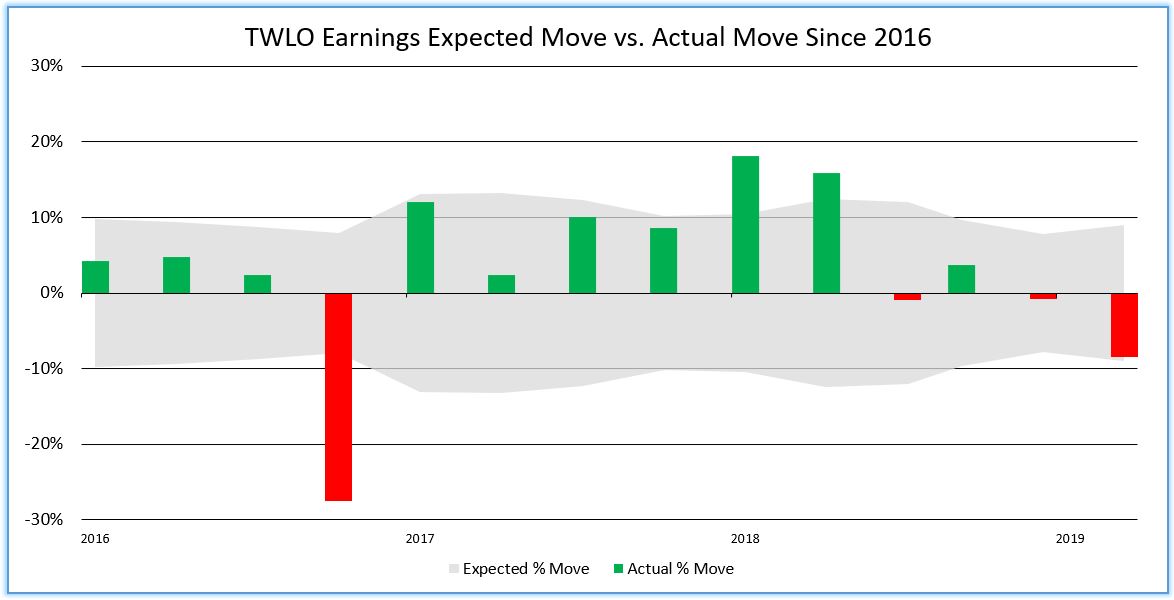 TWLO Earnings Expected Move vs. Actual Move Since 2016
30%
20%
10%
0%
-10%
-20%
-30%
2016 2017 2018 2019
Expected % Move Actual % Move